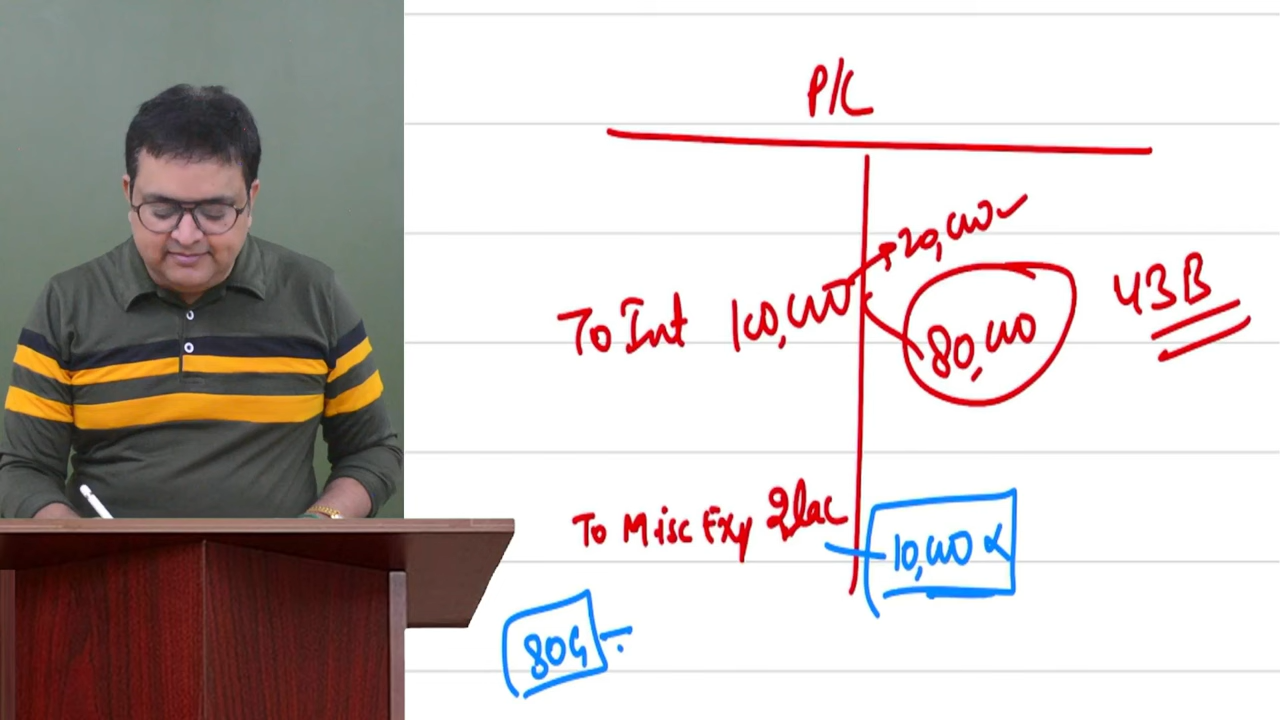 P/L
20,000
To Int 100,000
80,000
43B
To Misc Exp 2lac
10,000
80G